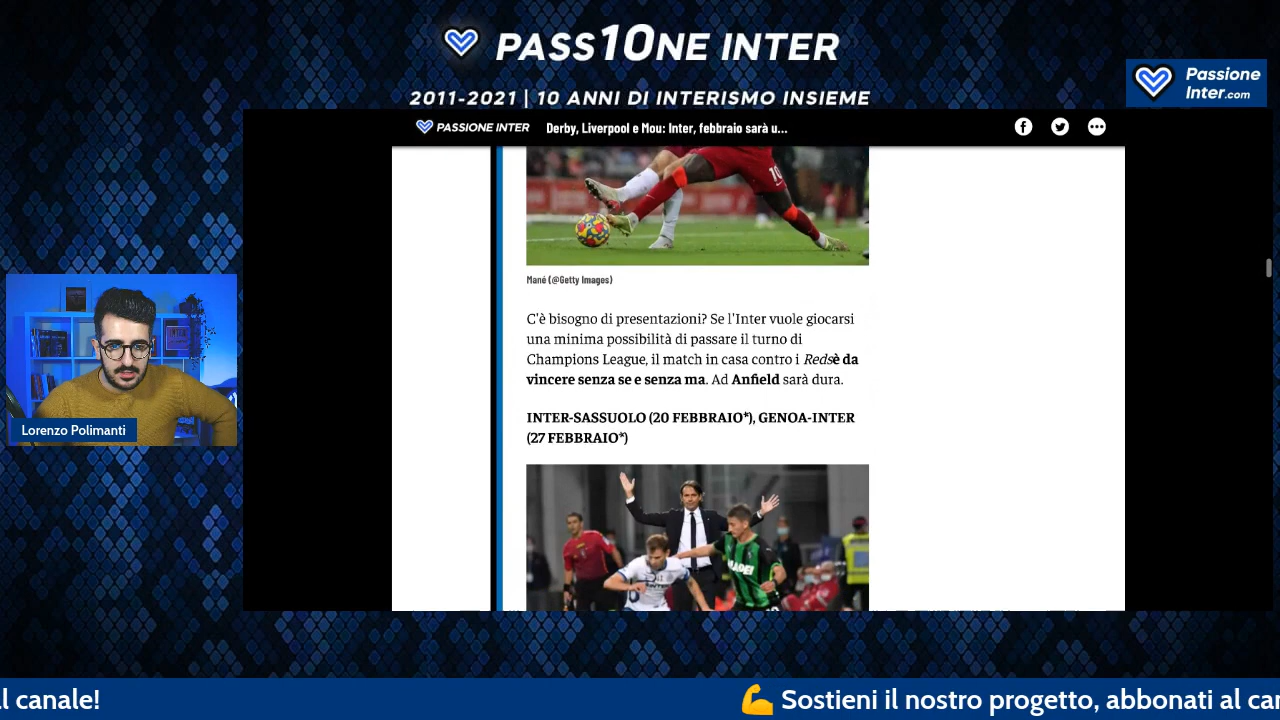 PASS10NE INTER
2011-2021 | 10 ANNI DI INTERISMO INSIEME
Passione
Inter.com
PASSIONE INTER
Derby, Liverpool e Mou: Inter, febbraio sarà u...
10
Mané (@Getty Images)
C'è bisogno di presentazioni? Se l'Inter vuole giocarsi
una minima possibilità di passare il turno di
Champions League, il match in casa contro i Redsè da
vincere senza se e senza ma. Ad Anfield sarà dura.
INTER-SASSUOLO (20 FEBBRAIO*), GENOA-INTER
(27 FEBBRAIO*)
MAPEI
Lorenzo Polimanti
l canale!
💪 Sostieni il nostro progetto, abbonati al can